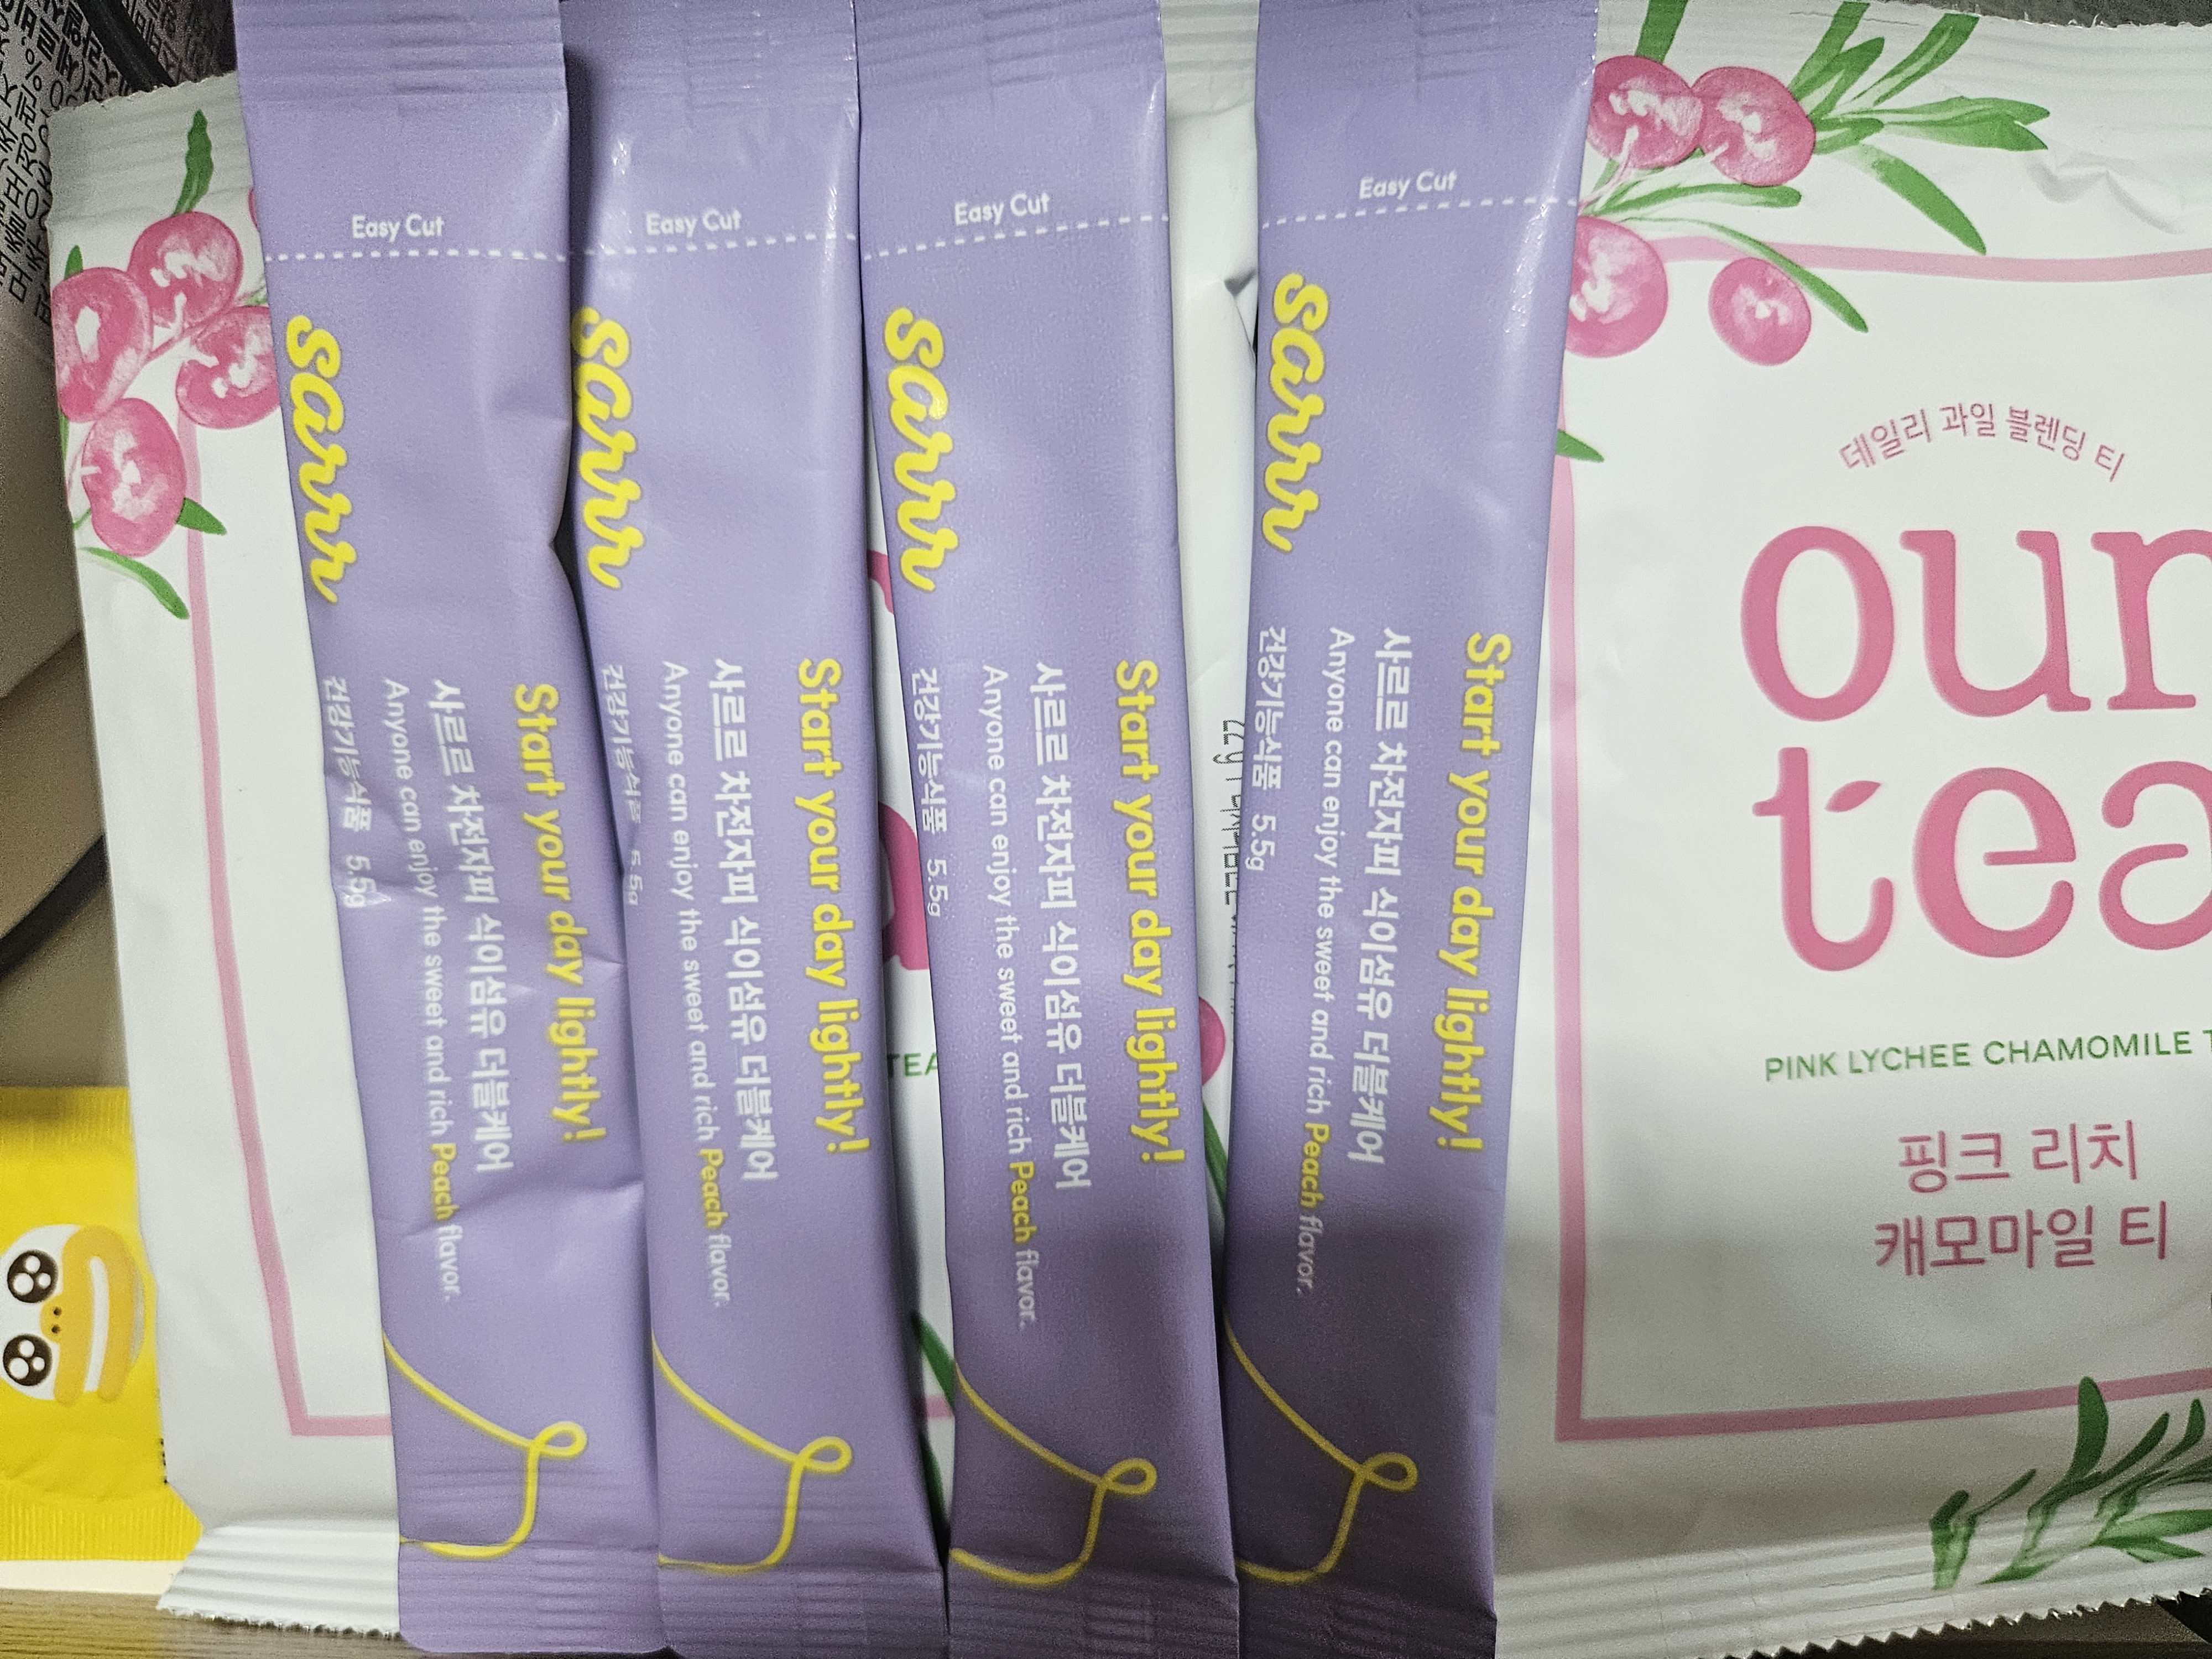 Easy Cut
sarrr
Start your day lightly!
사르르 차전자피 식이섬유 더블케어
Anyone can enjoy the sweet and rich Peach flavor.
건강기능식품 5.5g
Easy Cut
sarrr
Start your day lightly!
사르르 차전자피 식이섬유 더블케어
Anyone can enjoy the sweet and rich Peach flavor.
건강기능식품 5.5g
Easy Cut
sarrr
Start your day lightly!
사르르 차전자피 식이섬유 더블케어
Anyone can enjoy the sweet and rich Peach flavor.
건강기능식품 5.5g
Easy Cut
sarrr
Start your day lightly!
사르르 차전자피 식이섬유 더블케어
Anyone can enjoy the sweet and rich Peach flavor.
건강기능식품 5.5g
TEA
데일리 과일 블렌딩 티
our
tea
PINK LYCHEE CHAMOMILE T
핑크 리치
캐모마일 티